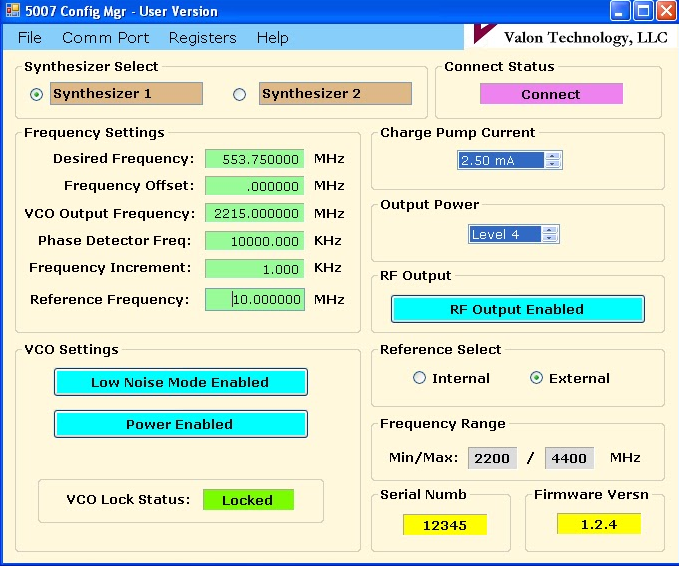 5007 Config Mgr - User Version
File Comm Port Registers Help
Valon Technology, LLC
Synthesizer Select
Synthesizer 1 Synthesizer 2
Connect Status
Connect
Frequency Settings
Desired Frequency: 553.750000 MHz
Frequency Offset: .000000 MHz
VCO Output Frequency: 2215.000000 MHz
Phase Detector Freq: 10000.000 KHz
Frequency Increment: 1.000 KHz
Reference Frequency: 10.000000 MHz
Charge Pump Current
2.50 mA
Output Power
Level 4
RF Output
RF Output Enabled
VCO Settings
Low Noise Mode Enabled
Power Enabled
VCO Lock Status: Locked
Reference Select
Internal External
Frequency Range
Min/Max: 2200 / 4400 MHz
Serial Numb
12345
Firmware Versn
1.2.4